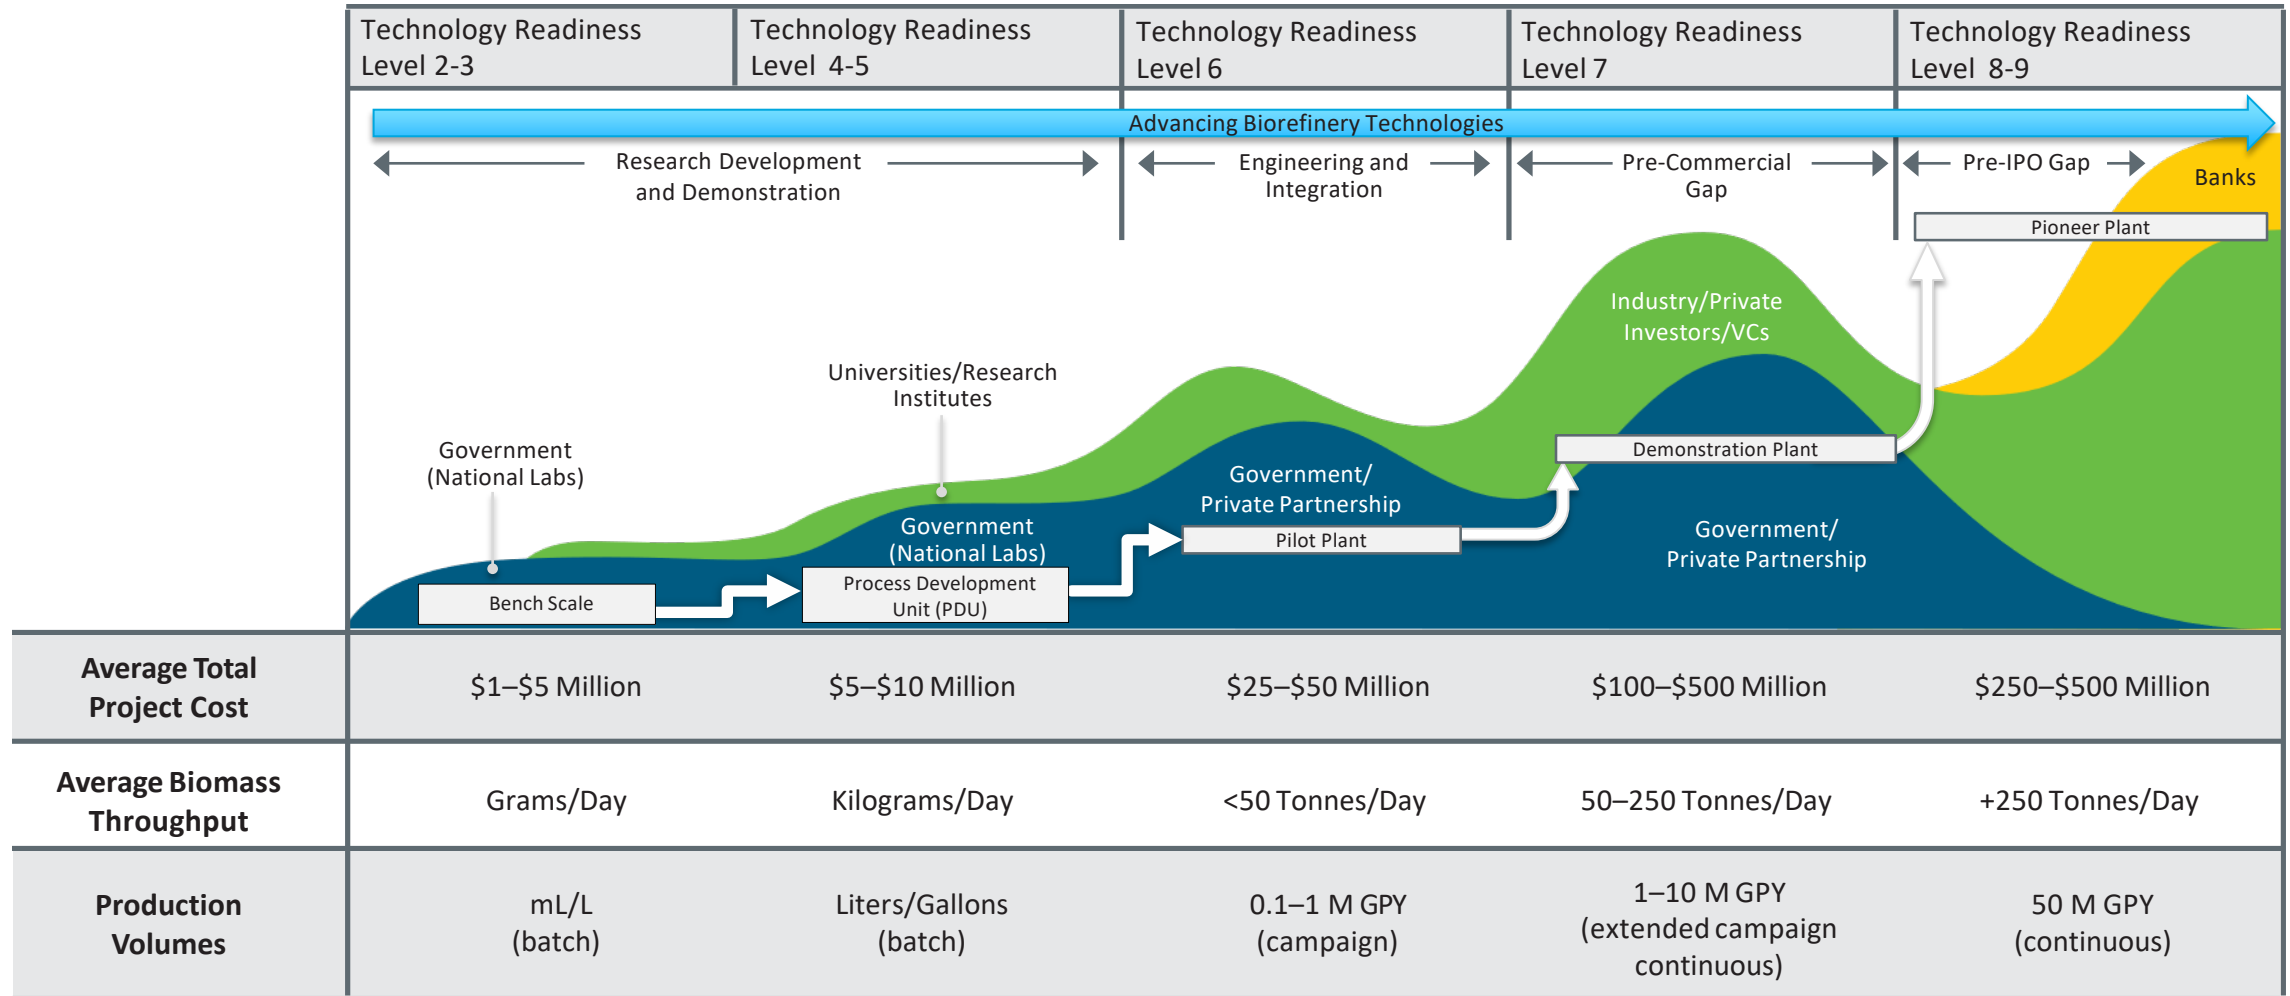 Technology Readiness
Level 2-3
Technology Readiness
Level 4-5
Technology Readiness
Level 6
Technology Readiness
Level 7
Technology Readiness
Level 8-9
Advancing Biorefinery Technologies
Research Development
and Demonstration
Engineering and
Integration
Pre-Commercial
Gap
Pre-IPO Gap
Banks
Pioneer Plant
Industry/Private
Investors/VCs
Universities/Research
Institutes
Government
(National Labs)
Demonstration Plant
Government/
Private Partnership
Government
(National Labs)
Pilot Plant
Government/
Private Partnership
Process Development
Unit (PDU)
Bench Scale
Average Total
Project Cost
$1–$5 Million
$5–$10 Million
$25–$50 Million
$100–$500 Million
$250–$500 Million
Average Biomass
Throughput
Grams/Day
Kilograms/Day
<50 Tonnes/Day
50–250 Tonnes/Day
+250 Tonnes/Day
Production
Volumes
mL/L
(batch)
Liters/Gallons
(batch)
0.1–1 M GPY
(campaign)
1–10 M GPY
(extended campaign
continuous)
50 M GPY
(continuous)